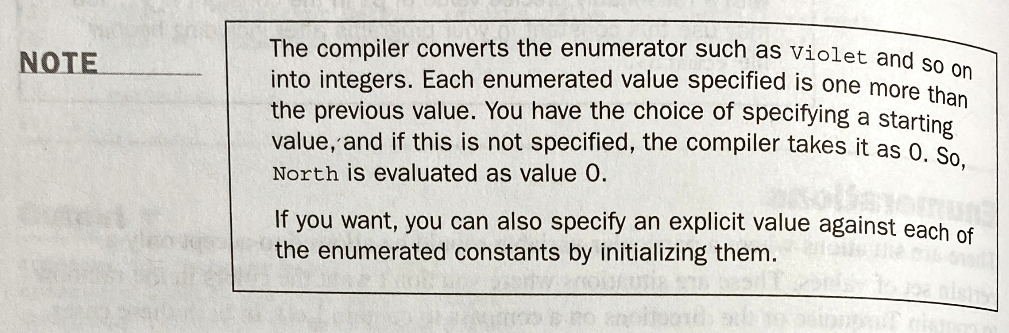 NOTE
The compiler converts the enumerator such as Violet and so on
into integers. Each enumerated value specified is one more than
the previous value. You have the choice of specifying a starting
value, and if this is not specified, the compiler takes it as 0. So,
North is evaluated as value 0.
If you want, you can also specify an explicit value against each of
the enumerated constants by initializing them.